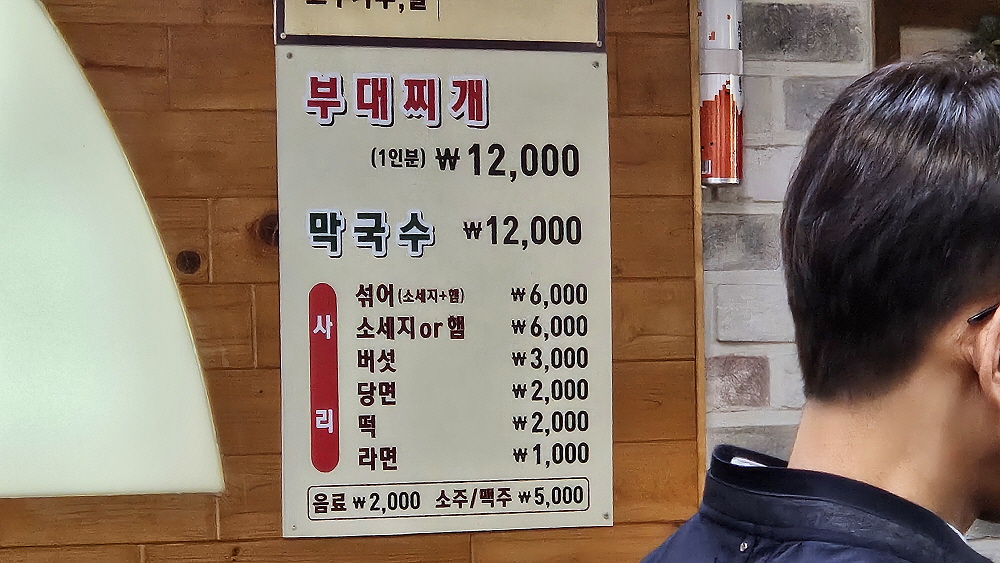 부대찌개
(1인분) ₩12,000
막국수 ₩12,000
사리
섞어(소세지+햄) ₩6,000
소세지or햄 ₩6,000
버섯 ₩3,000
당면 ₩2,000
떡 ₩2,000
라면 ₩1,000
음료 ₩2,000 소주/맥주 ₩5,000